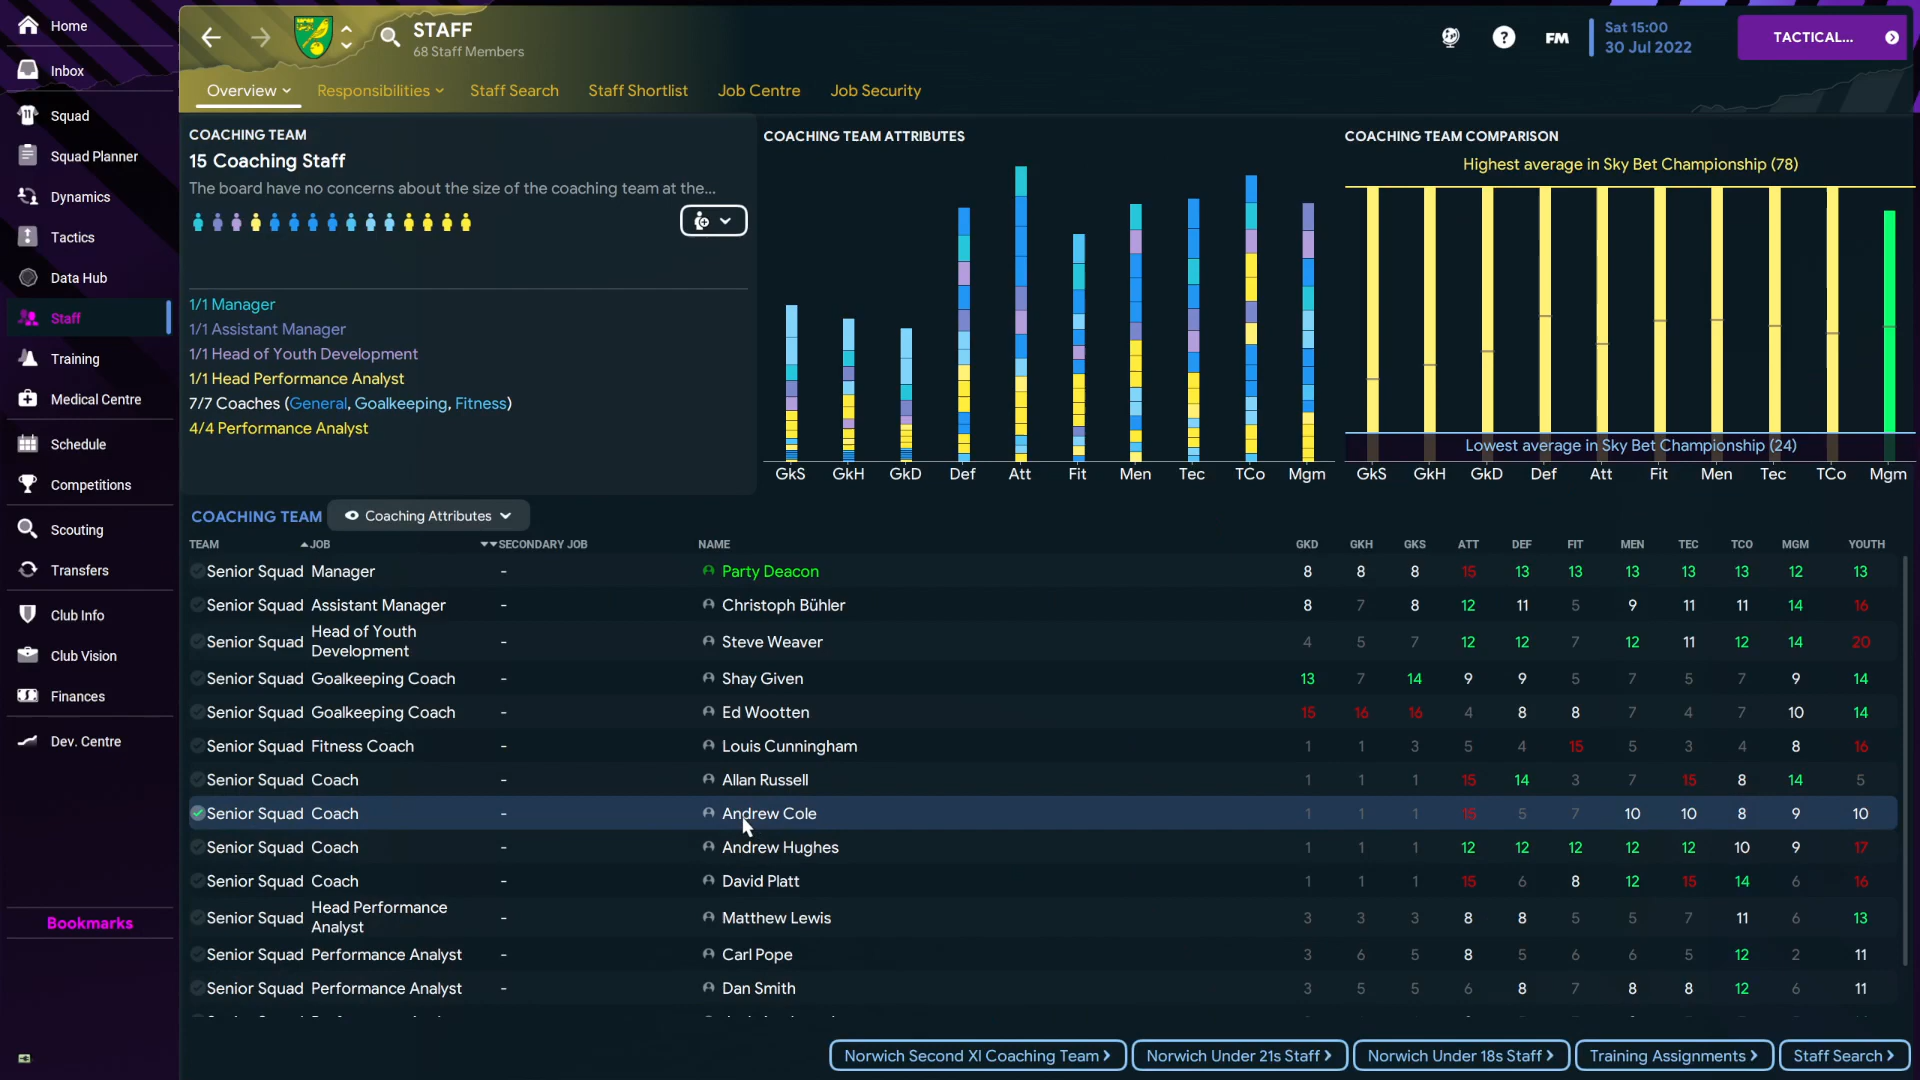 Home
Inbox
Squad
Squad Planner
Dynamics
Tactics
Data Hub
Staff
Training
Medical Centre
Schedule
Competitions
Scouting
Transfers
Club Info
Club Vision
Finances
Dev. Centre
Bookmarks
STAFF
68 Staff Members
? FM
Sat 15:00
30 Jul 2022
TACTICAL...
Overview Responsibilities Staff Search Staff Shortlist Job Centre Job Security
COACHING TEAM
15 Coaching Staff
The board have no concerns about the size of the coaching team at the...
1/1 Manager
1/1 Assistant Manager
1/1 Head of Youth Development
1/1 Head Performance Analyst
7/7 Coaches (General, Goalkeeping, Fitness)
4/4 Performance Analyst
COACHING TEAM ATTRIBUTES
GkS GkH GkD Def Att Fit Men Tec TCo Mgm
COACHING TEAM COMPARISON
Highest average in Sky Bet Championship (78)
Lowest average in Sky Bet Championship (24)
GkS GkH GkD Def Att Fit Men Tec TCo Mgm
COACHING TEAM Coaching Attributes
TEAM JOB SECONDARY JOB NAME GKD GKH GKS ATT DEF FIT MEN TEC TCO MGM YOUTH
Senior Squad Manager - Party Deacon 8 8 8 15 13 13 13 13 13 12 13
Senior Squad Assistant Manager - Christoph Bühler 8 7 8 12 11 5 9 11 11 14 16
Senior Squad Head of Youth Development - Steve Weaver 4 5 7 12 12 7 12 11 12 14 20
Senior Squad Goalkeeping Coach - Shay Given 13 7 14 9 9 5 7 5 7 9 14
Senior Squad Goalkeeping Coach - Ed Wootten 15 16 16 4 8 8 7 4 7 10 14
Senior Squad Fitness Coach - Louis Cunningham 1 1 3 5 4 15 5 3 4 8 16
Senior Squad Coach - Allan Russell 1 1 1 15 14 3 7 15 8 14 5
Senior Squad Coach - Andrew Cole 1 1 1 15 5 7 10 10 8 9 10
Senior Squad Coach - Andrew Hughes 1 1 1 12 12 12 12 12 10 9 17
Senior Squad Coach - David Platt 1 1 1 15 6 8 12 15 14 6 16
Senior Squad Head Performance Analyst - Matthew Lewis 3 3 3 8 8 5 5 7 11 6 13
Senior Squad Performance Analyst - Carl Pope 3 6 5 8 5 6 6 5 12 2 11
Senior Squad Performance Analyst - Dan Smith 3 5 5 6 8 7 8 8 12 6 11
Norwich Second XI Coaching Team Norwich Under 21s Staff Norwich Under 18s Staff Training Assignments Staff Search